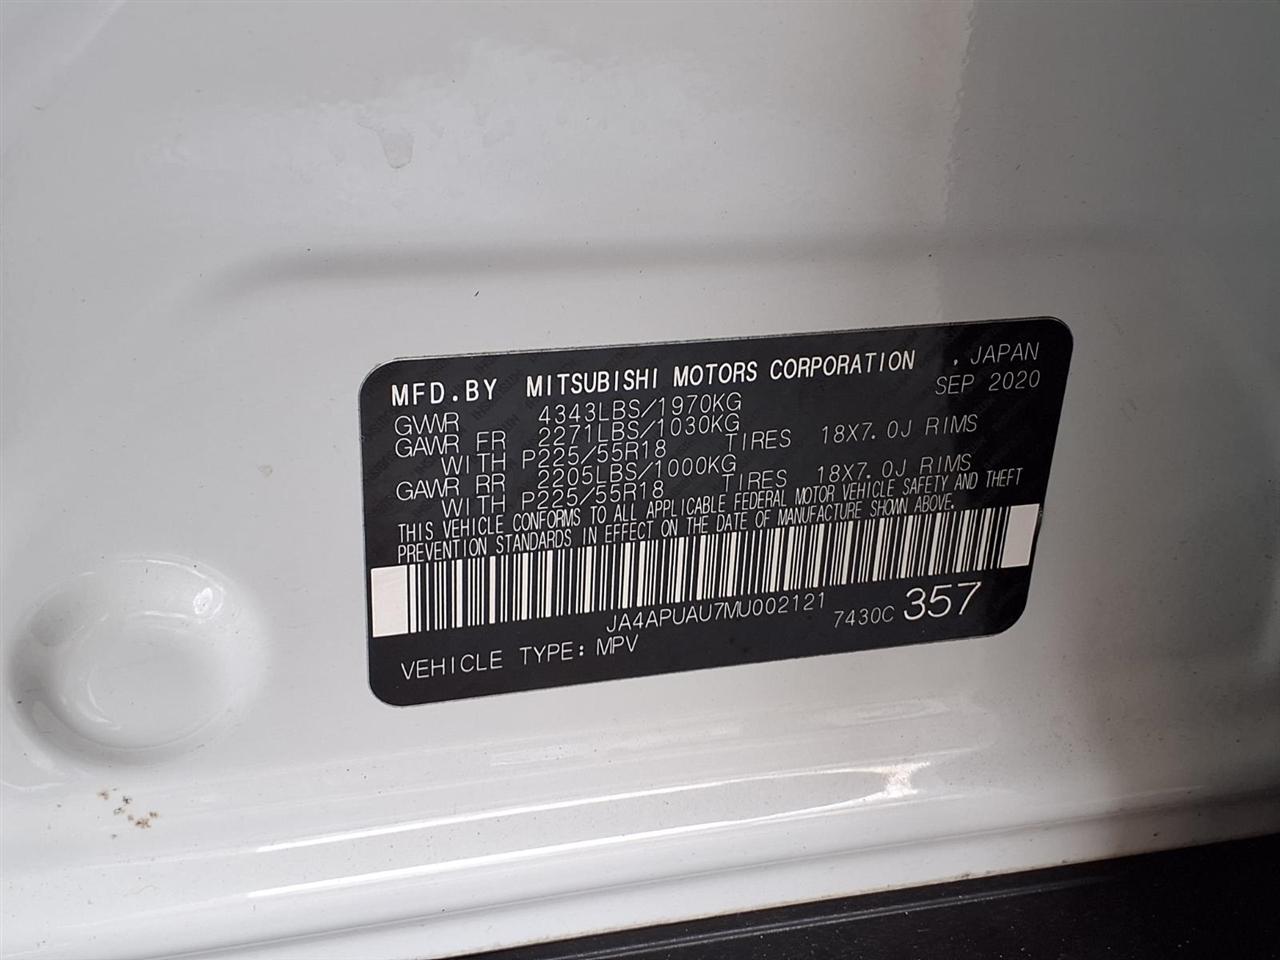 MFD.BY MITSUBISHI MOTORS CORPORATION , JAPAN
SEP 2020
GVWR 4343LBS/1970KG
GAWR FR 2271LBS/1030KG
WITH P225/55R18 TIRES 18X7.0J RIMS
GAWR RR 2205LBS/1000KG
WITH P225/55R18 TIRES 18X7.0J RIMS
THIS VEHICLE CONFORMS TO ALL APPLICABLE FEDERAL MOTOR VEHICLE SAFETY AND THEFT
PREVENTION STANDARDS IN EFFECT ON THE DATE OF MANUFACTURE SHOWN ABOVE.
JA4APUAU7MU002121 7430C 357
VEHICLE TYPE: MPV